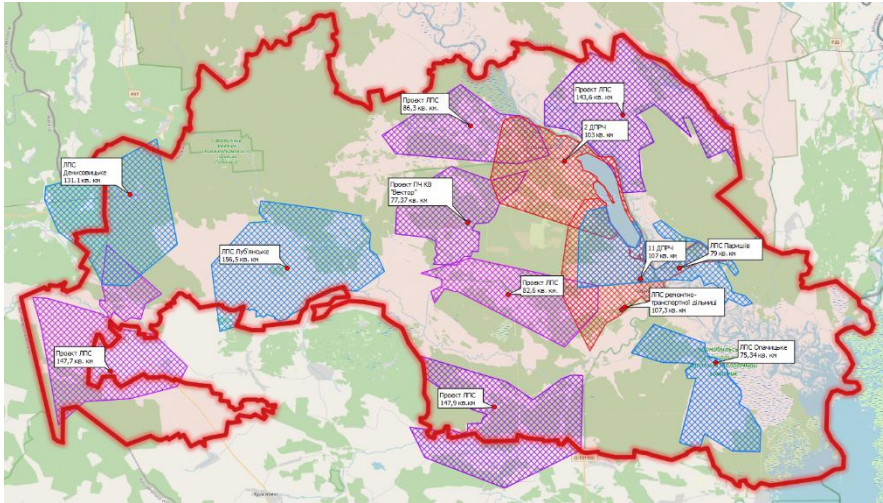 Проект ЛПС
86,3 кв. км.
Проект ЛПС
143,6 кв. км
2 ДПРЧ
103 кв. км
ЛПС
Денисовицьке
131.1 кв. км
Проект ПЧ КВ
"Вектор"
77,37 кв. км
ЛПС Луб'янське
156,5 кв. км
11 ДПРЧ
107 кв. км
ЛПС Паришів
79 кв. км
Проект ЛПС
82,6 кв. км.
ЛПС ремонтно-
транспортної дільниці
107,3 кв. км
Проект ЛПС
147,7 кв. км
ЛПС Опачицьке
75,34 кв. км
Проект ЛПС
147,9 кв.км